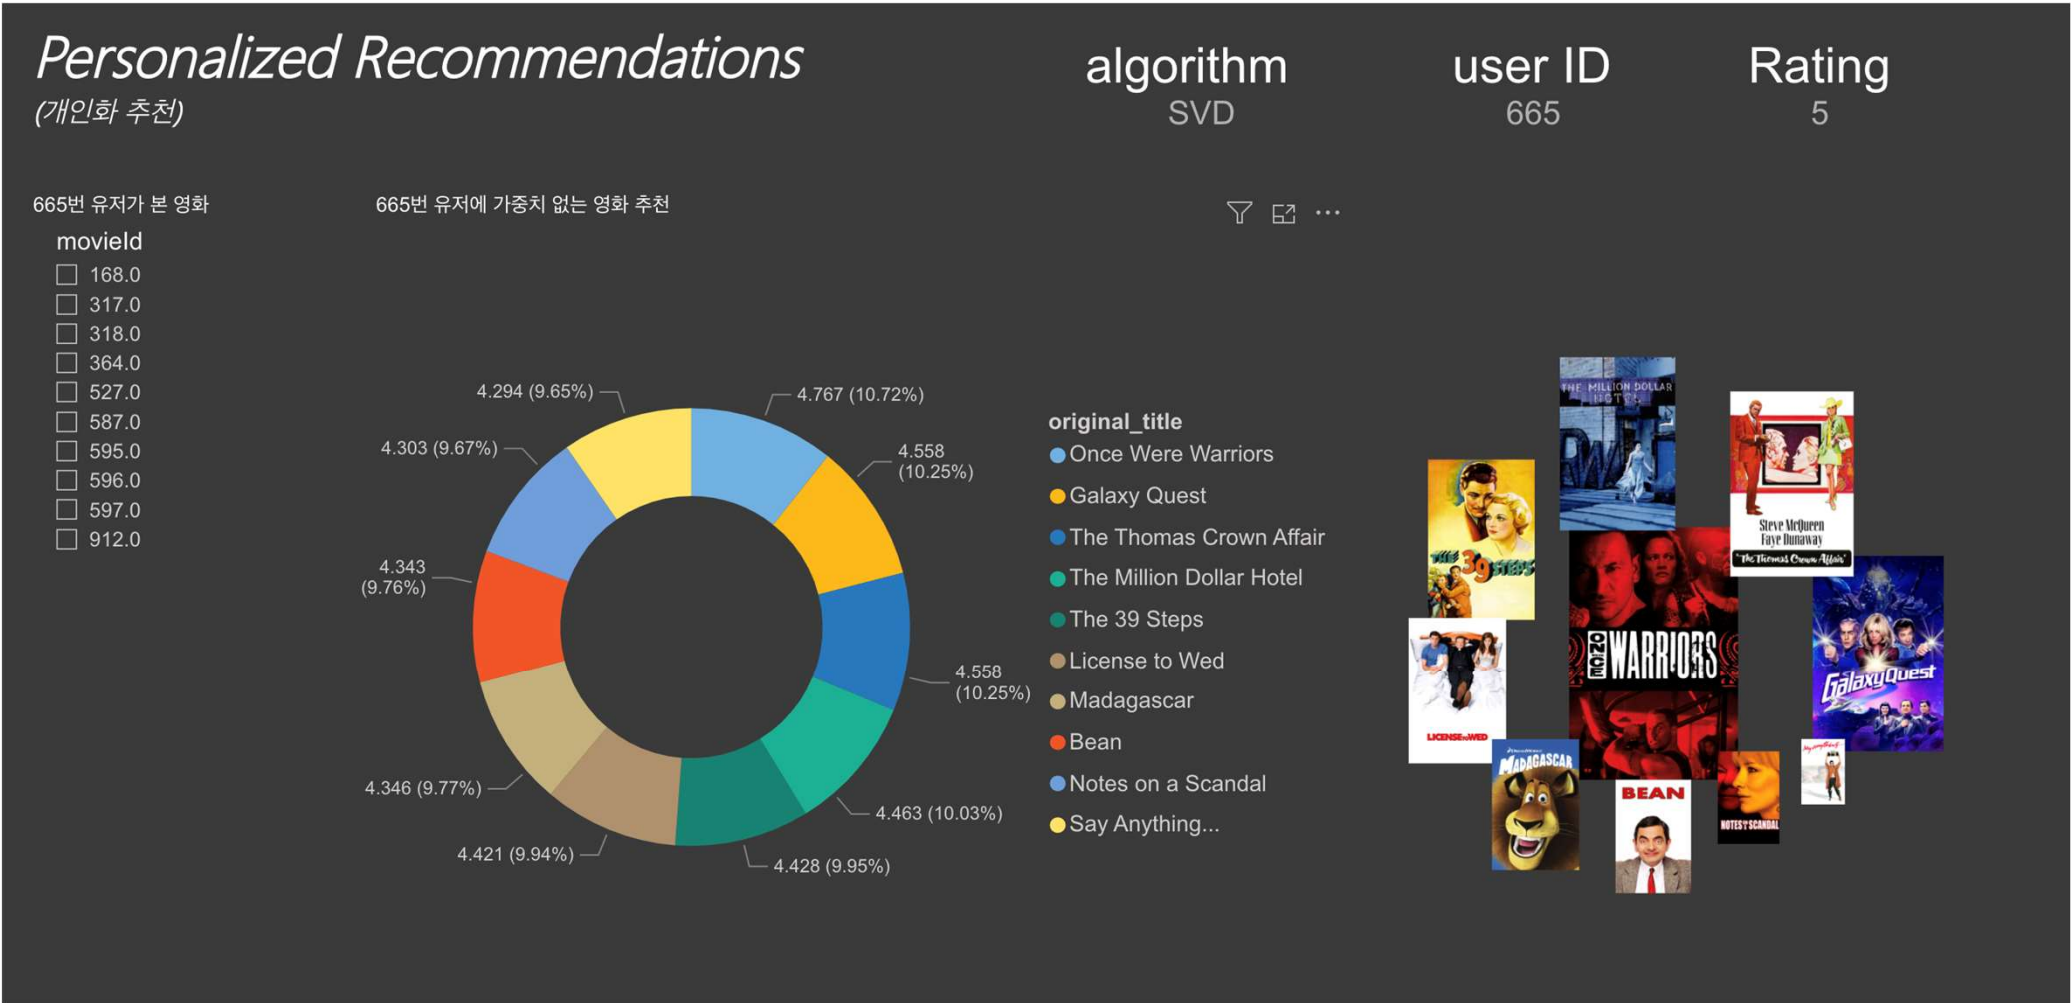 Personalized Recommendations
(개인화 추천)
algorithm
SVD
user ID
665
Rating
5
665번 유저가 본 영화
movieId
168.0
317.0
318.0
364.0
527.0
587.0
595.0
596.0
597.0
912.0
665번 유저에 가중치 없는 영화 추천
4.294 (9.65%)
4.767 (10.72%)
4.303 (9.67%)
4.558
(10.25%)
4.343
(9.76%)
4.558
(10.25%)
4.346 (9.77%)
4.463 (10.03%)
4.421 (9.94%)
4.428 (9.95%)
original_title
Once Were Warriors
Galaxy Quest
The Thomas Crown Affair
The Million Dollar Hotel
The 39 Steps
License to Wed
Madagascar
Bean
Notes on a Scandal
Say Anything...
THE MILLION DOLLAR
HOTEL
Steve McQueen
Faye Dunaway
"The Thomas Crown Affair"
THE 39 STEPS
ONCE WARRIORS
Galaxy Quest
LICENSE TO WED
MADAGASCAR
BEAN